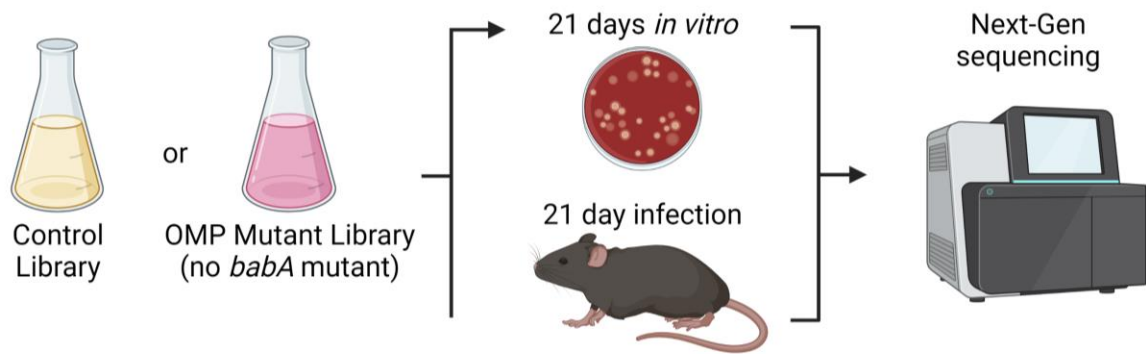 Control
Library
or
OMP Mutant Library
(no babA mutant)
21 days in vitro
21 day infection
Next-Gen
sequencing